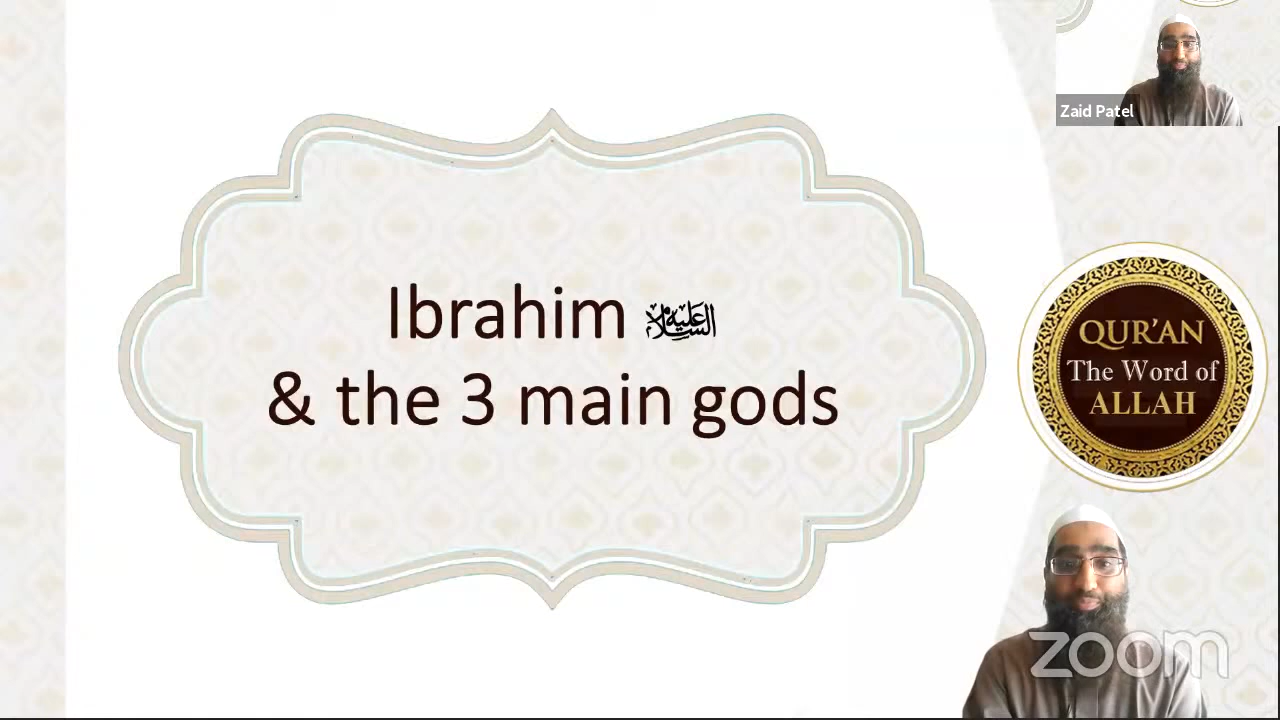 Ibrahim عليه السلام
& the 3 main gods
Zaid Patel
QUR'AN
The Word of
ALLAH
zoom